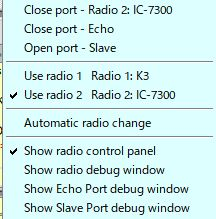 Close port - Radio 2: IC-7300
Close port - Echo
Open port - Slave
Use radio 1   Radio 1: K3
Use radio 2   Radio 2: IC-7300
Automatic radio change
Show radio control panel
Show radio debug window
Show Echo Port debug window
Show Slave Port debug window